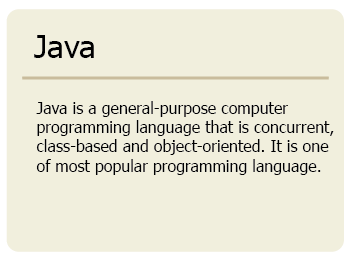 Java
Java is a general-purpose computer
programming language that is concurrent,
class-based and object-oriented. It is one
of most popular programming language.